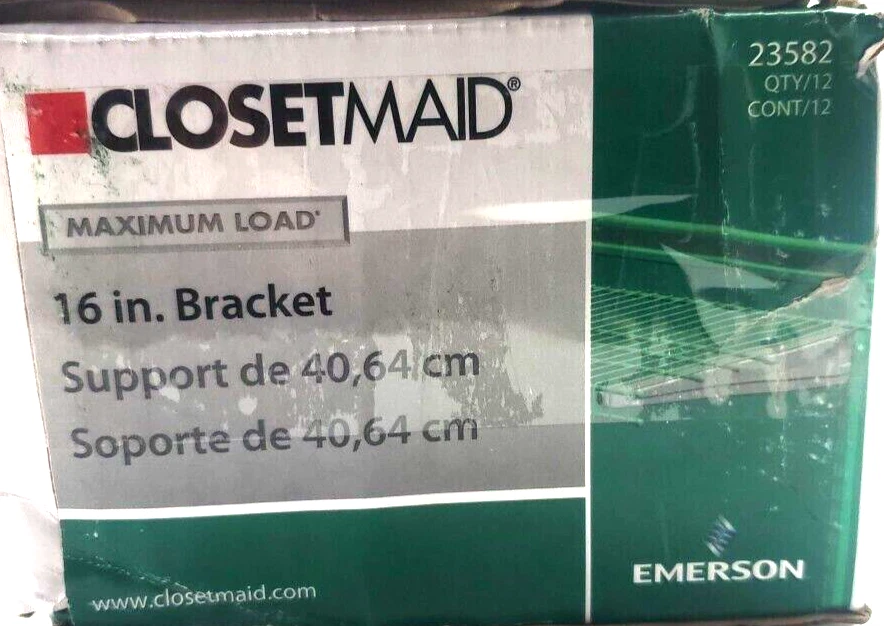 CLOSETMAID®
MAXIMUM LOAD®
16 in. Bracket
Support de 40,64 cm
Soporte de 40,64 cm
www.closetmaid.com
23582
QTY/12
CONT/12
EMERSON